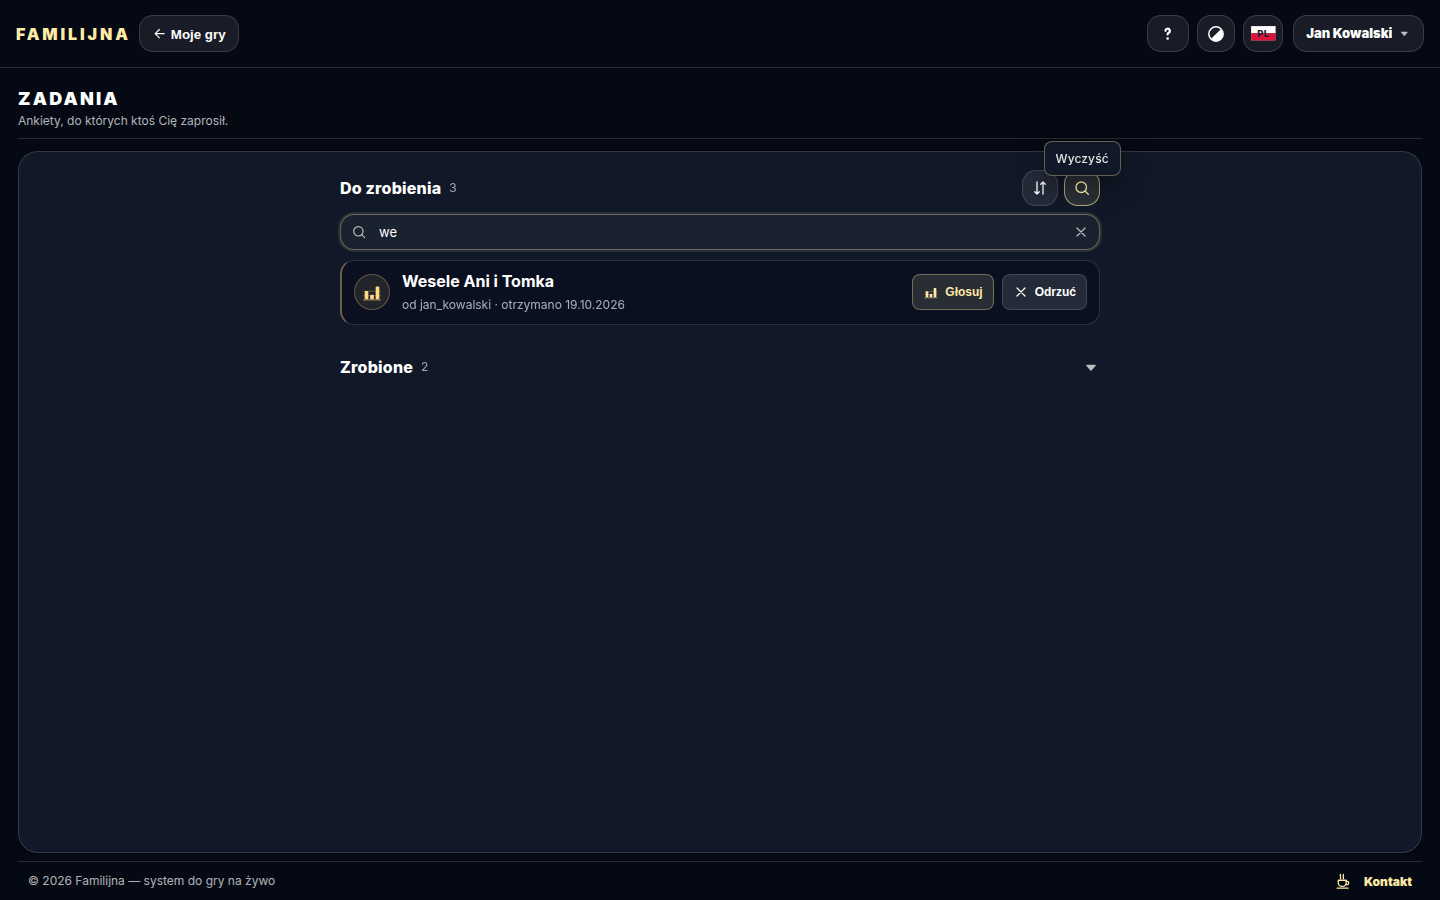 FAMILIJNA
Moje gry
?
PL
Jan Kowalski
ZADANIA
Ankiety, do których ktoś Cię zaprosił.
Wyczyść
Do zrobienia 3
we
Wesele Ani i Tomka
od jan_kowalski · otrzymano 19.10.2026
Głosuj
Odrzuć
Zrobione 2
© 2026 Familijna — system do gry na żywo
Kontakt